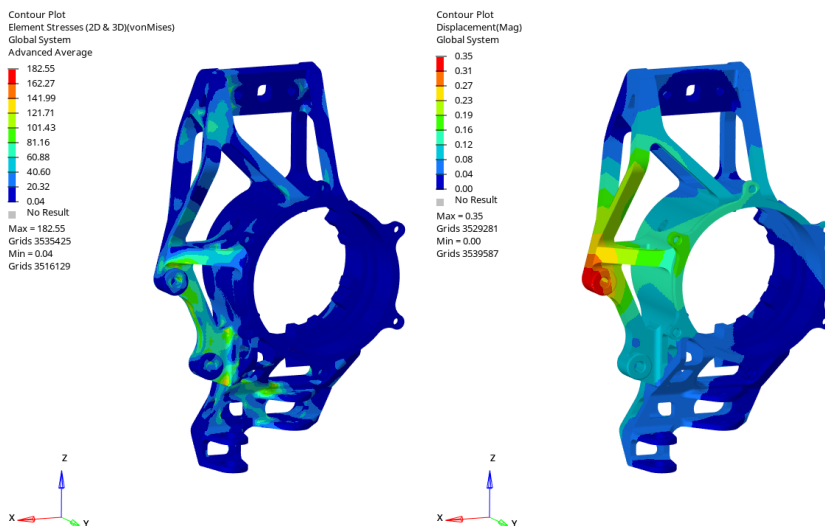 Contour Plot
Element Stresses (2D & 3D)(vonMises)
Global System
Advanced Average
182.55
162.27
141.99
121.71
101.43
81.16
60.88
40.60
20.32
0.04
No Result
Max = 182.55
Grids 3535425
Min = 0.04
Grids 3516129
Z
X
Y
Contour Plot
Displacement(Mag)
Global System
0.35
0.31
0.27
0.23
0.19
0.16
0.12
0.08
0.04
0.00
No Result
Max = 0.35
Grids 3529281
Min = 0.00
Grids 3539587
Z
X
Y